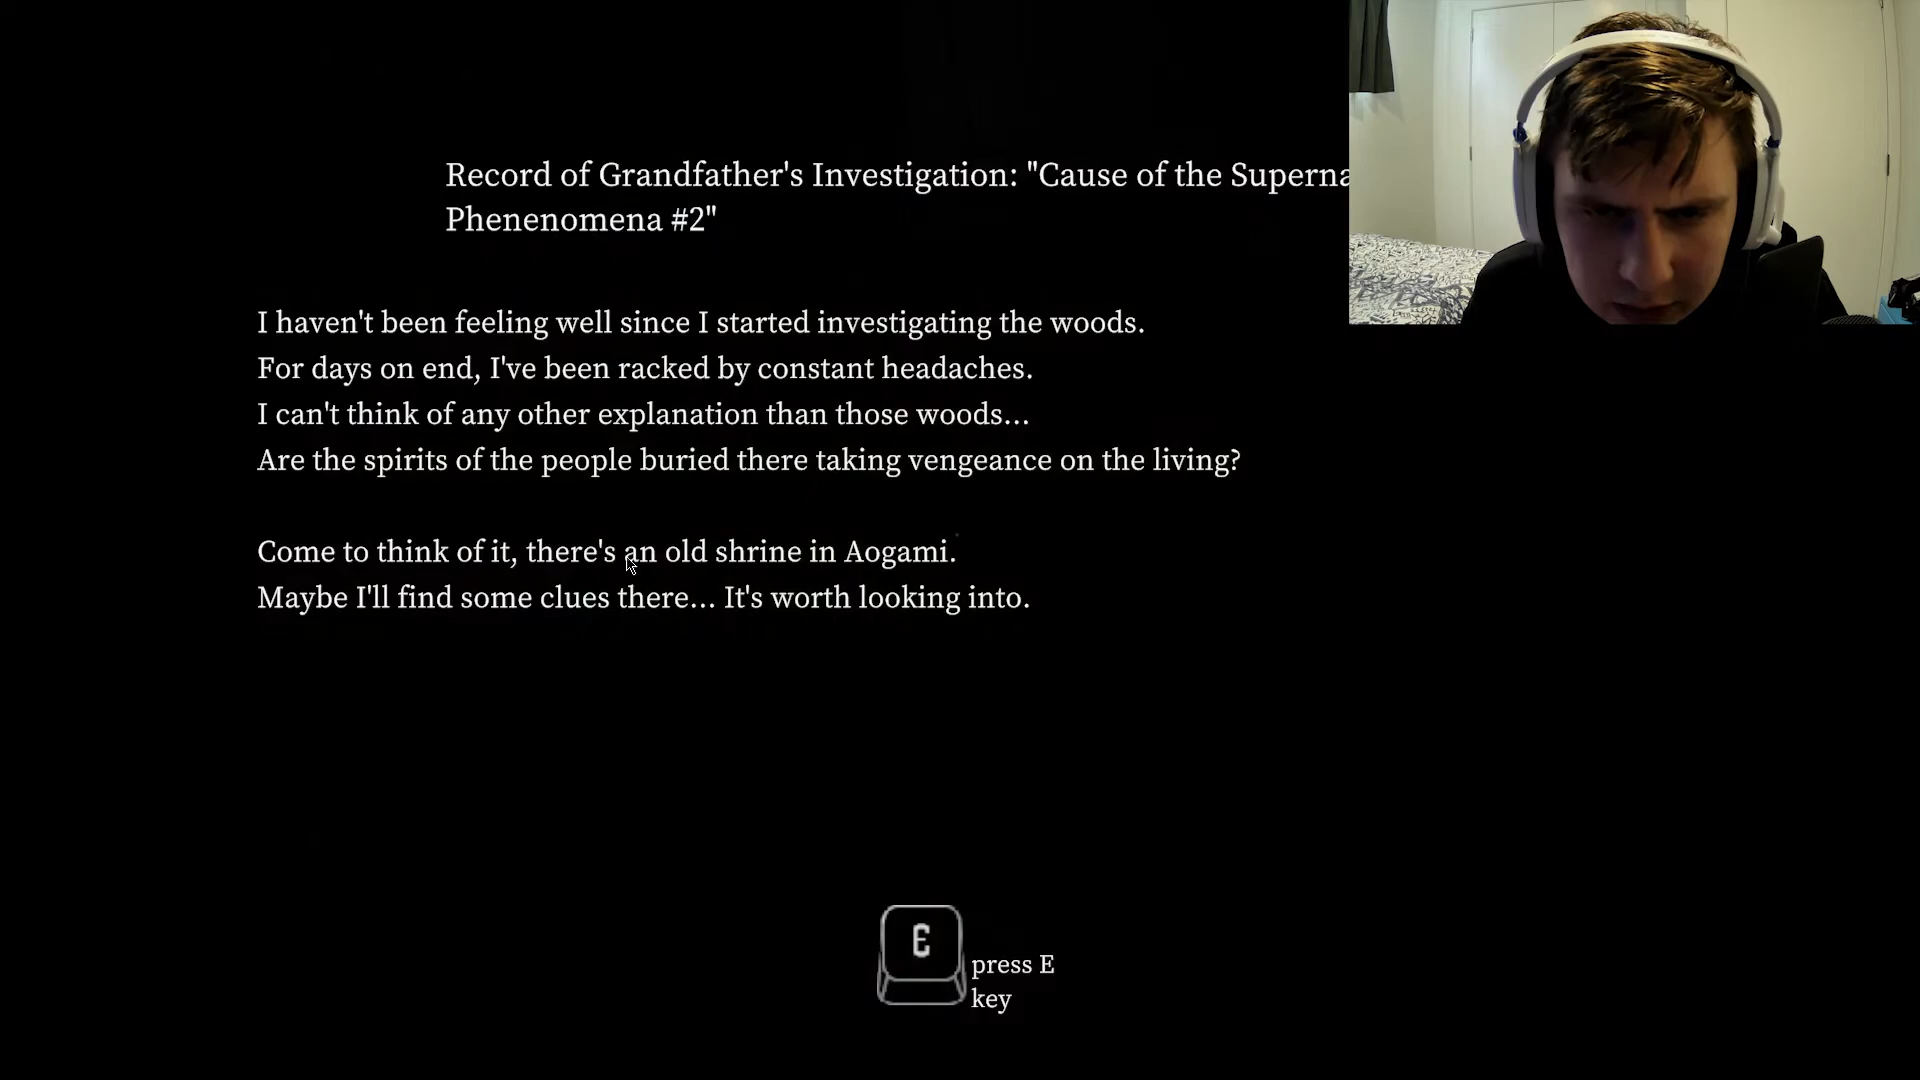 Record of Grandfather's Investigation: "Cause of the
Phenenomena #2"
I haven't been feeling well since I started investigating the woods.
For days on end, I've been racked by constant headaches.
I can't think of any other explanation than those woods...
Are the spirits of the people buried there taking vengeance on the living?
Come to think of it, there's an old shrine in Aogami.
Maybe I'll find some clues there... It's worth looking into.
E
press E
key